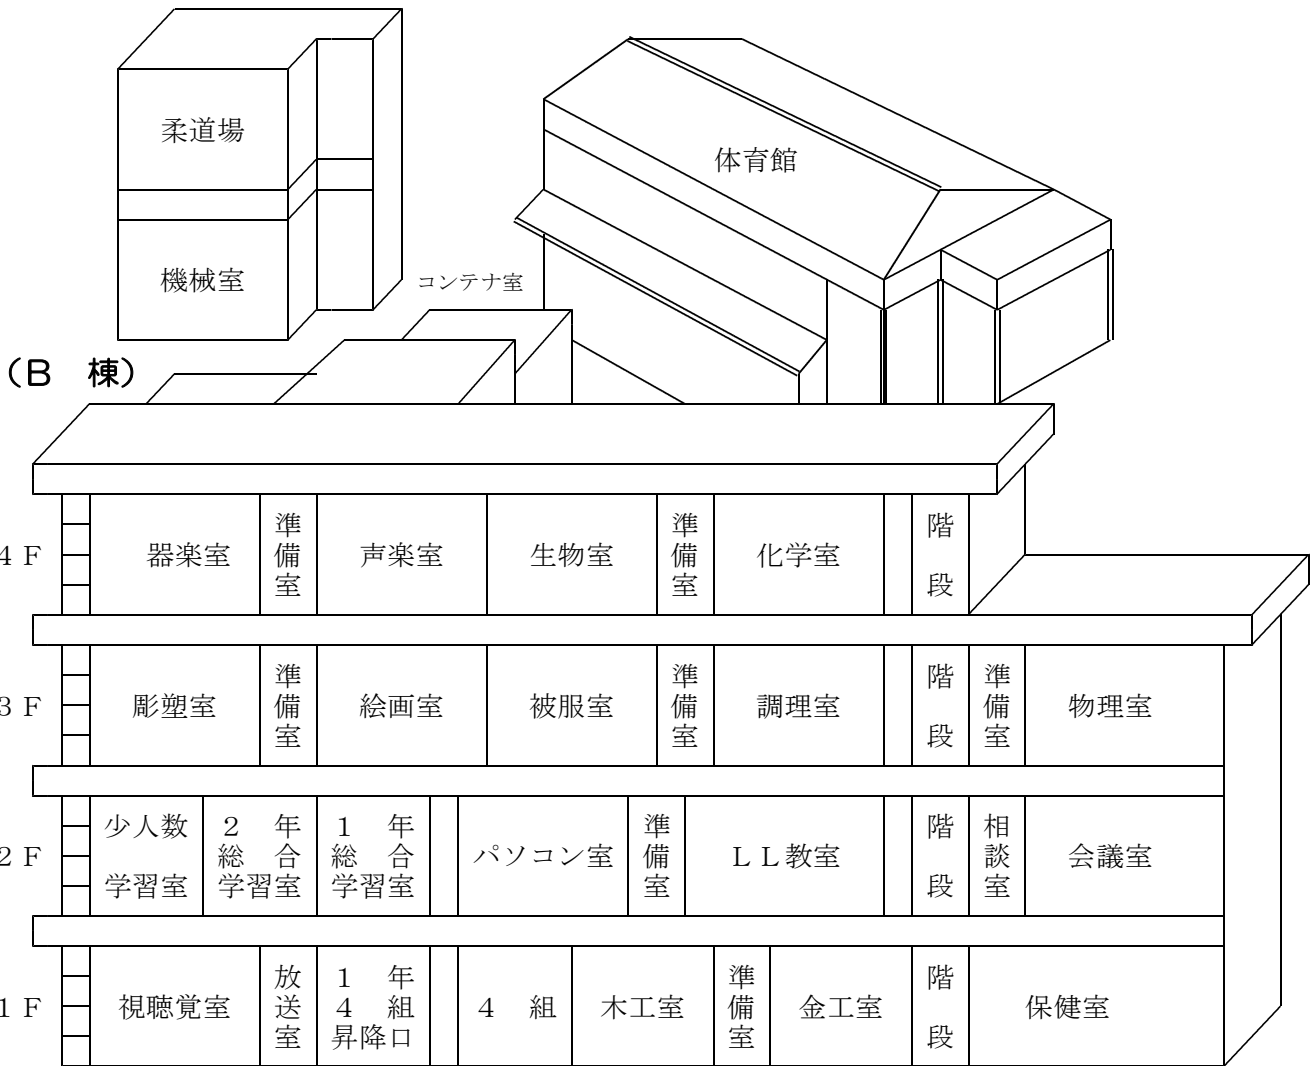 柔道場
体育館
機械室
コンテナ室
（B　棟）
4F
器楽室
準備室
声楽室
生物室
準備室
化学室
階段
3F
彫塑室
準備室
絵画室
被服室
準備室
調理室
階段
準備室
物理室
2F
少人数
学習室
２　年
総　合
学習室
１　年
総　合
学習室
パソコン室
準備室
ＬＬ教室
階段
相談室
会議室
1F
視聴覚室
放送室
１　年
４　組
昇降口
４　組
木工室
準備室
金工室
階段
保健室